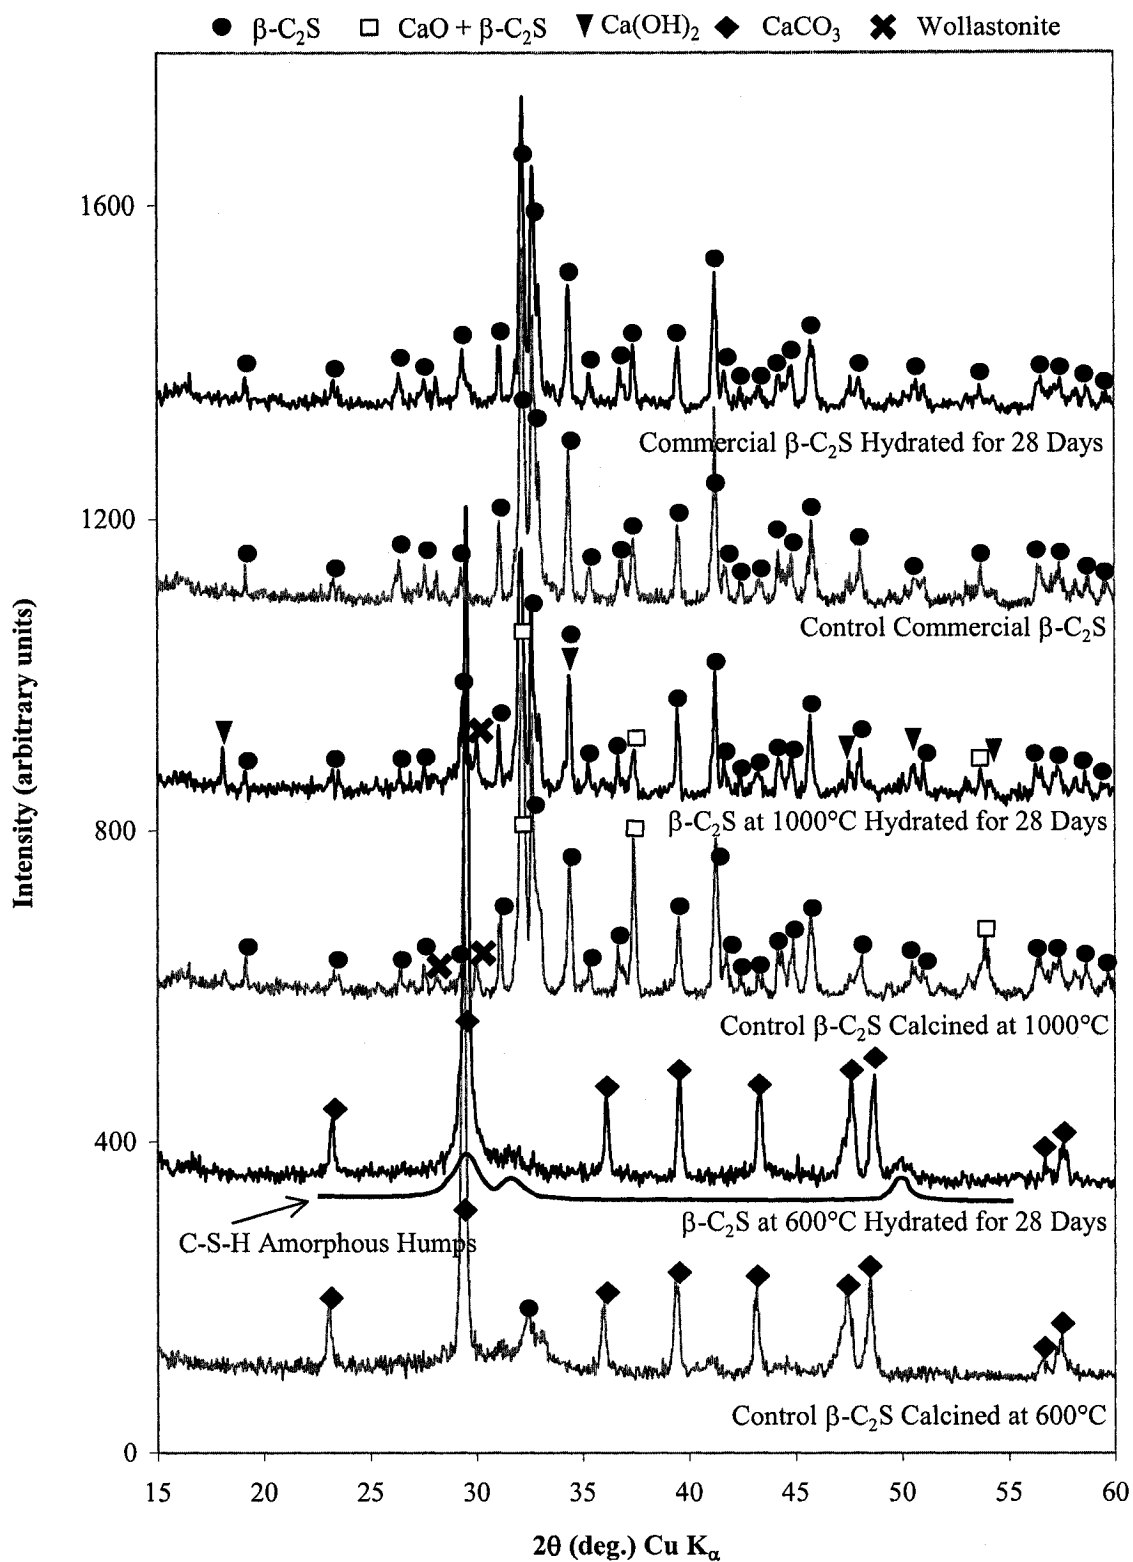 β-C₂S CaO + β-C₂S Ca(OH)₂ CaCO₃ Wollastonite
1600
Commercial β-C₂S Hydrated for 28 Days
1200
Control Commercial β-C₂S
β-C₂S at 1000°C Hydrated for 28 Days
800
Control β-C₂S Calcined at 1000°C
400
β-C₂S at 600°C Hydrated for 28 Days
C-S-H Amorphous Humps
Control β-C₂S Calcined at 600°C
0
Intensity (arbitrary units)
15 20 25 30 35 40 45 50 55 60
2θ (deg.) Cu Kα